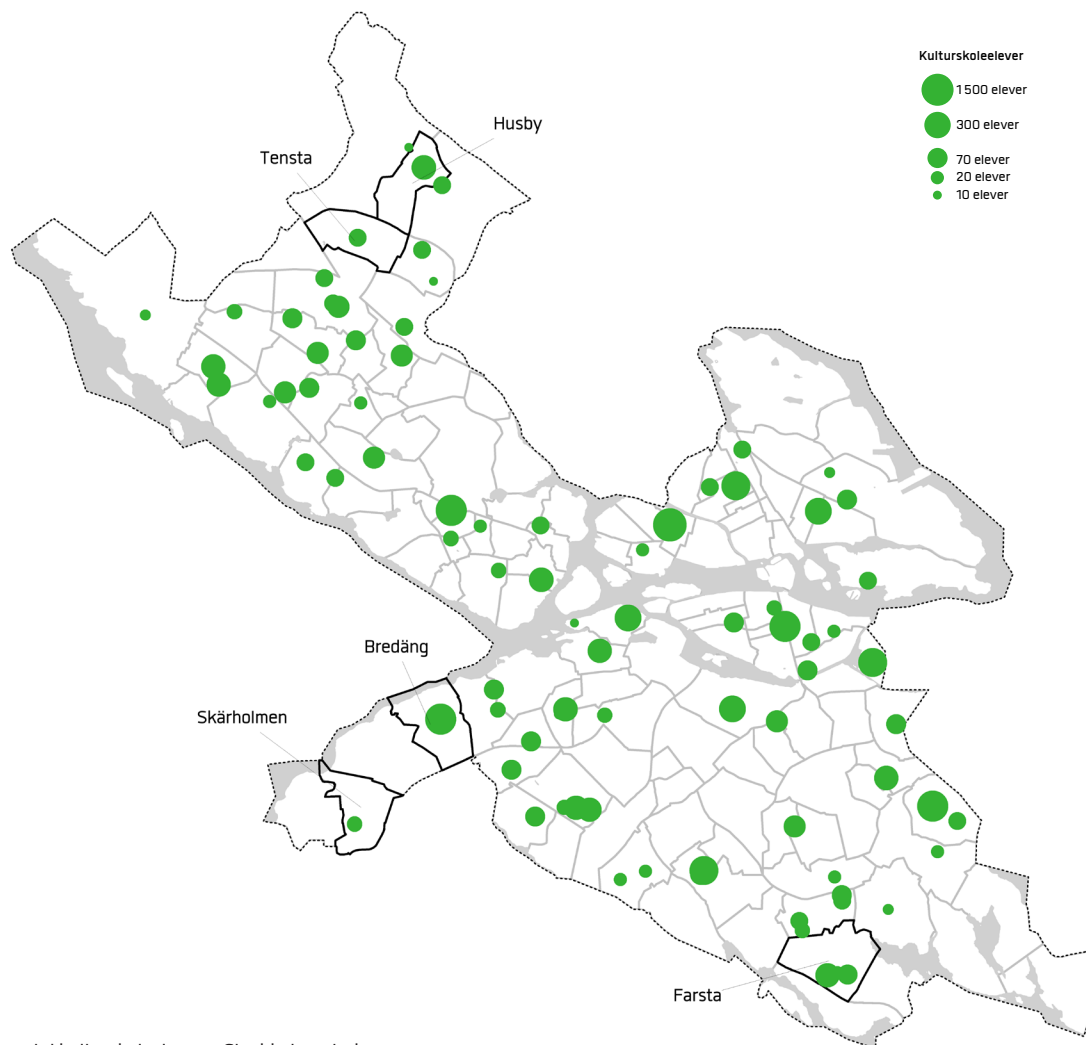 Kulturskoleelever
1500 elever
300 elever
70 elever
20 elever
10 elever
Husby
Tensta
Bredäng
Skärholmen
Farsta